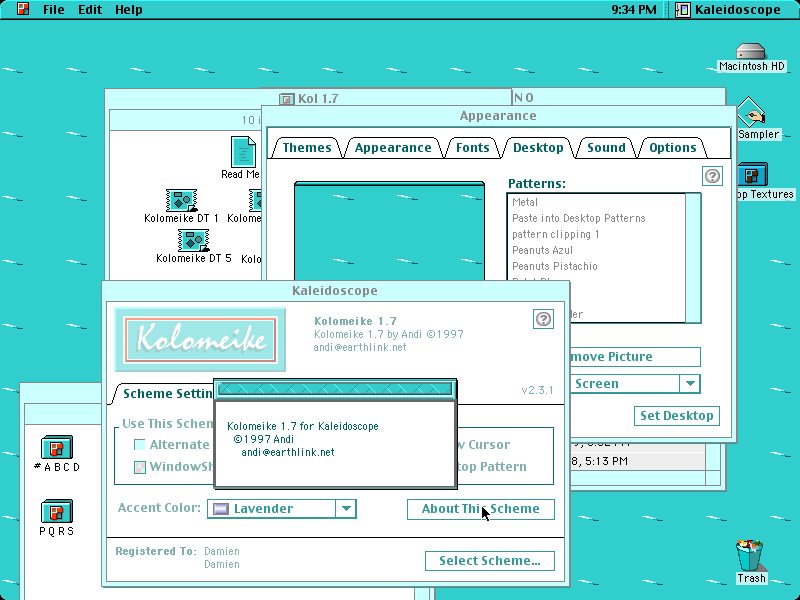 File Edit Help
9:34 PM Kaleidoscope
Macintosh HD
Sampler
op Textures
Trash
Kol 1.7
N O
10 i
Read Me
Kolomeike DT 1
Kolome
Kolomeike DT 5
Kolo
Appearance
Themes Appearance Fonts Desktop Sound Options
Patterns:
Metal
Paste into Desktop Patterns
pattern clipping 1
Peanuts Azul
Peanuts Pistachio
move Picture
Screen
Set Desktop
8, 5:13 PM
#ABCD
PQRS
Kaleidoscope
Kolomeike
Kolomeike 1.7
Kolomeike 1.7 by Andi ©1997
andi@earthlink.net
v2.3.1
Scheme Settin
Use This Schem
Alternate
w Cursor
WindowSh
top Pattern
Kolomeike 1.7 for Kaleidoscope
©1997 Andi
andi@earthlink.net
Accent Color: Lavender
About This Scheme
Registered To: Damien
Damien
Select Scheme...